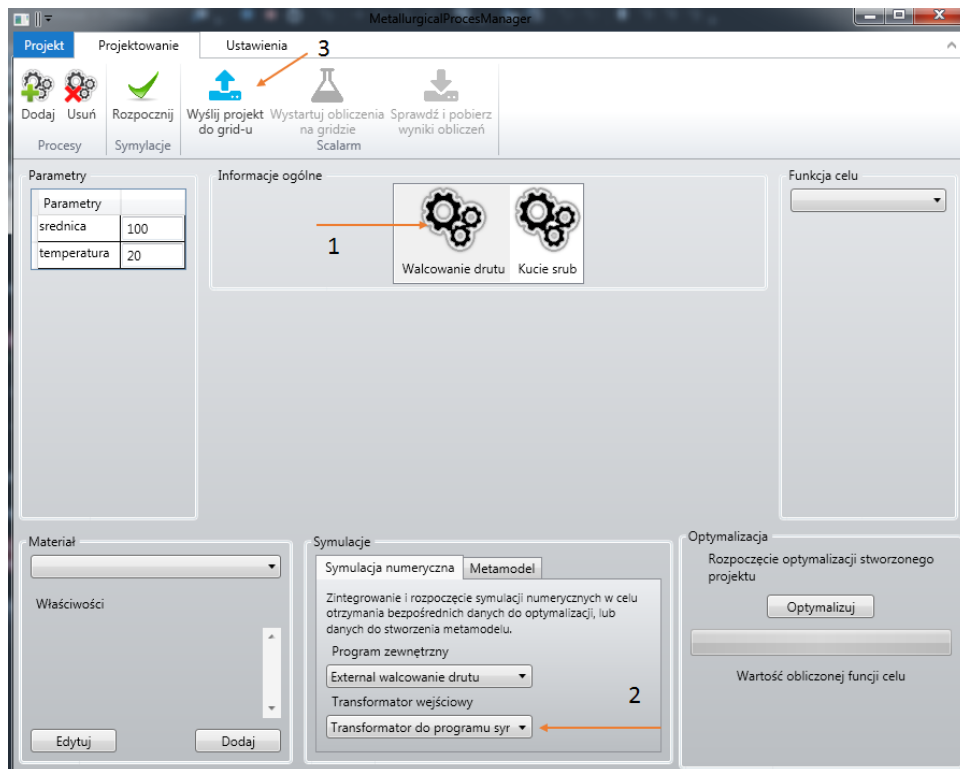 MetallurgicalProcesManager
Projekt
Projektowanie
Ustawienia
3
Dodaj
Usuń
Rozpocznij
Wyślij projekt
do grid-u
Wystartuj obliczenia
na gridzie
Sprawdź i pobierz
wyniki obliczeń
Procesy
Symylacje
Scalarm
Parametry
Parametry
srednica
100
temperatura
20
Informacje ogólne
1
Walcowanie drutu
Kucie srub
Funkcja celu
Materiał
Właściwości
Edytuj
Dodaj
Symulacje
Symulacja numeryczna
Metamodel
Zintegrowanie i rozpoczęcie symulacji numerycznych w celu
otrzymania bezpośrednich danych do optymalizacji, lub
danych do stworzenia metamodelu.
Program zewnętrzny
External walcowanie drutu
Transformator wejściowy
2
Transformator do programu syr
Optymalizacja
Rozpoczęcie optymalizacji stworzonego
projektu
Optymalizuj
Wartość obliczonej funcji celu